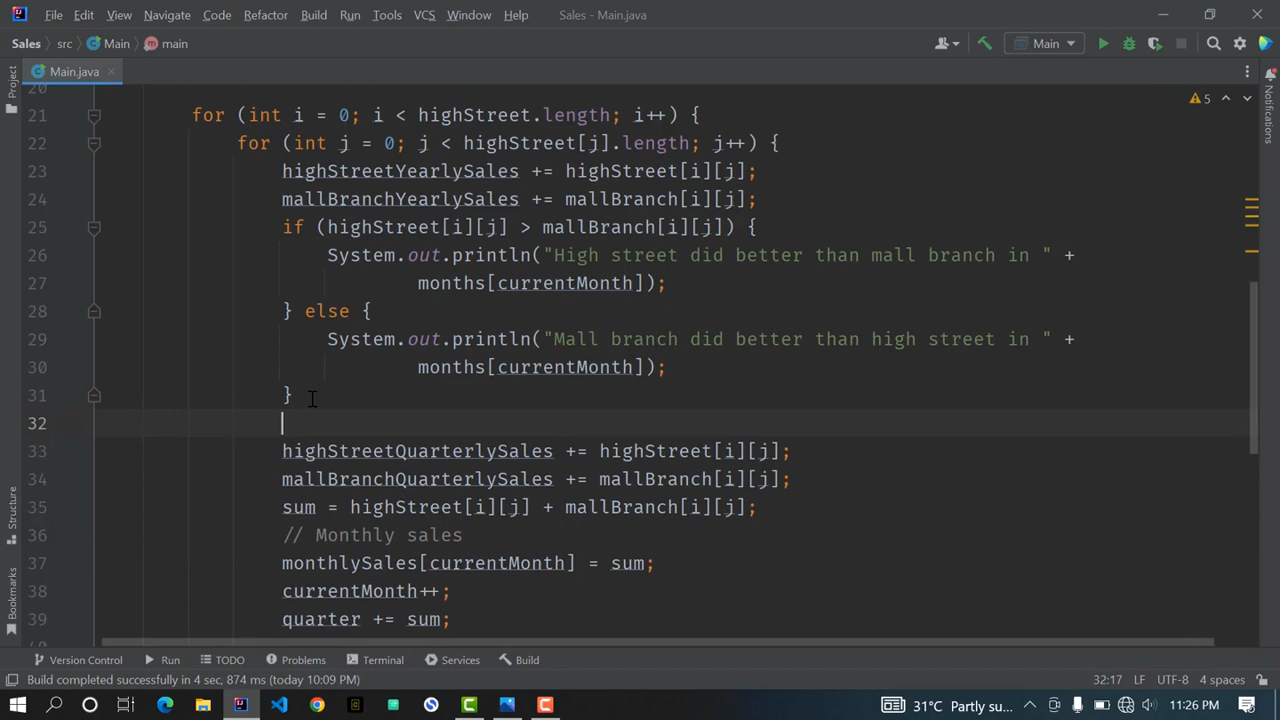 File Edit View Navigate Code Refactor Build Run Tools VCS Window Help Sales - Main.java
Sales src Main main Main
Project Main.java Notifications
20
21 for (int i = 0; i < highStreet.length; i++) { 5
22 for (int j = 0; j < highStreet[j].length; j++) {
23 highStreetYearlySales += highStreet[i][j];
24 mallBranchYearlySales += mallBranch[i][j];
25 if (highStreet[i][j] > mallBranch[i][j]) {
26 System.out.println("High street did better than mall branch in " +
27 months[currentMonth]);
28 } else {
29 System.out.println("Mall branch did better than high street in " +
30 months[currentMonth]);
31 }
32
33 highStreetQuarterlySales += highStreet[i][j];
34 mallBranchQuarterlySales += mallBranch[i][j];
35 sum = highStreet[i][j] + mallBranch[i][j];
36 // Monthly sales
37 monthlySales[currentMonth] = sum;
38 currentMonth++;
39 quarter += sum;
Structure
Bookmarks
Version Control Run TODO Problems Terminal Services Build
Build completed successfully in 4 sec, 874 ms (today 10:09 PM) 32:17 LF UTF-8 4 spaces
31°C Partly su... 11:26 PM